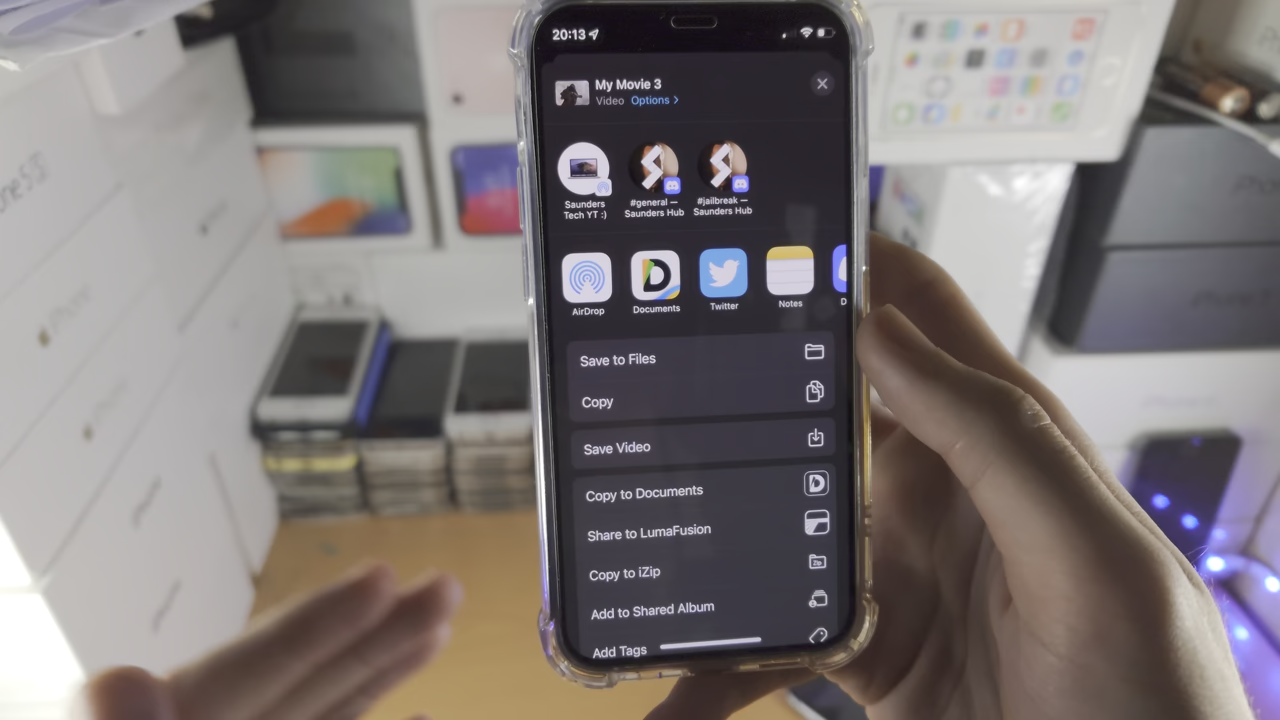 20:13
My Movie 3
Video Options >
Saunders
Tech YT :)
#general —
Saunders Hub
#jailbreak —
Saunders Hub
AirDrop
Documents
Twitter
Notes
D
Save to Files
Copy
Save Video
Copy to Documents
Share to LumaFusion
Copy to iZip
Zip
Add to Shared Album
Add Tags